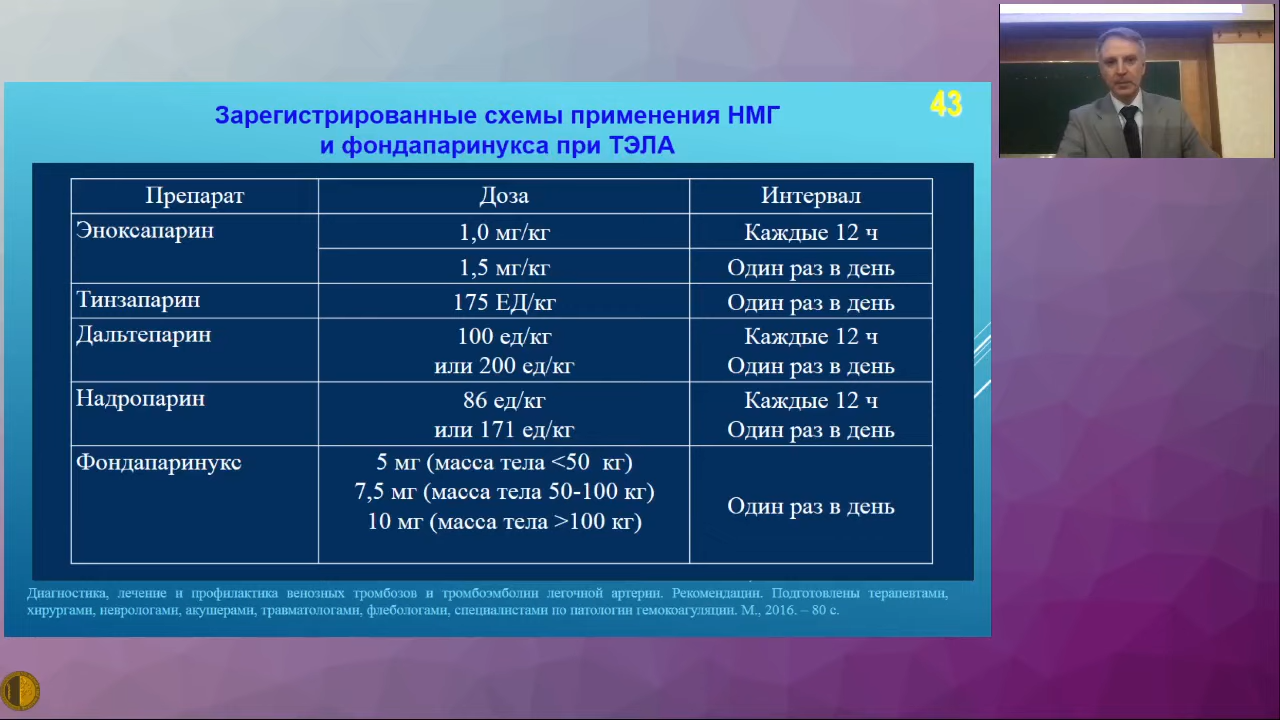 Зарегистрированные схемы применения НМГ
и фондапаринукса при ТЭЛА
43
Препарат Доза Интервал
Эноксапарин 1,0 мг/кг Каждые 12 ч
1,5 мг/кг Один раз в день
Тинзапарин 175 ЕД/кг Один раз в день
Дальтепарин 100 ед/кг Каждые 12 ч
или 200 ед/кг Один раз в день
Надропарин 86 ед/кг Каждые 12 ч
или 171 ед/кг Один раз в день
Фондапаринукс 5 мг (масса тела <50 кг)
7,5 мг (масса тела 50-100 кг)
Один раз в день
10 мг (масса тела >100 кг)
Диагностика, лечение и профилактика венозных тромбозов и тромбоэмболии легочной артерии. Рекомендации. Подготовлены терапевтами,
хирургами, неврологами, акушерами, травматологами, флебологами, специалистами по патологии гемокоагуляции. М., 2016. – 80 с.